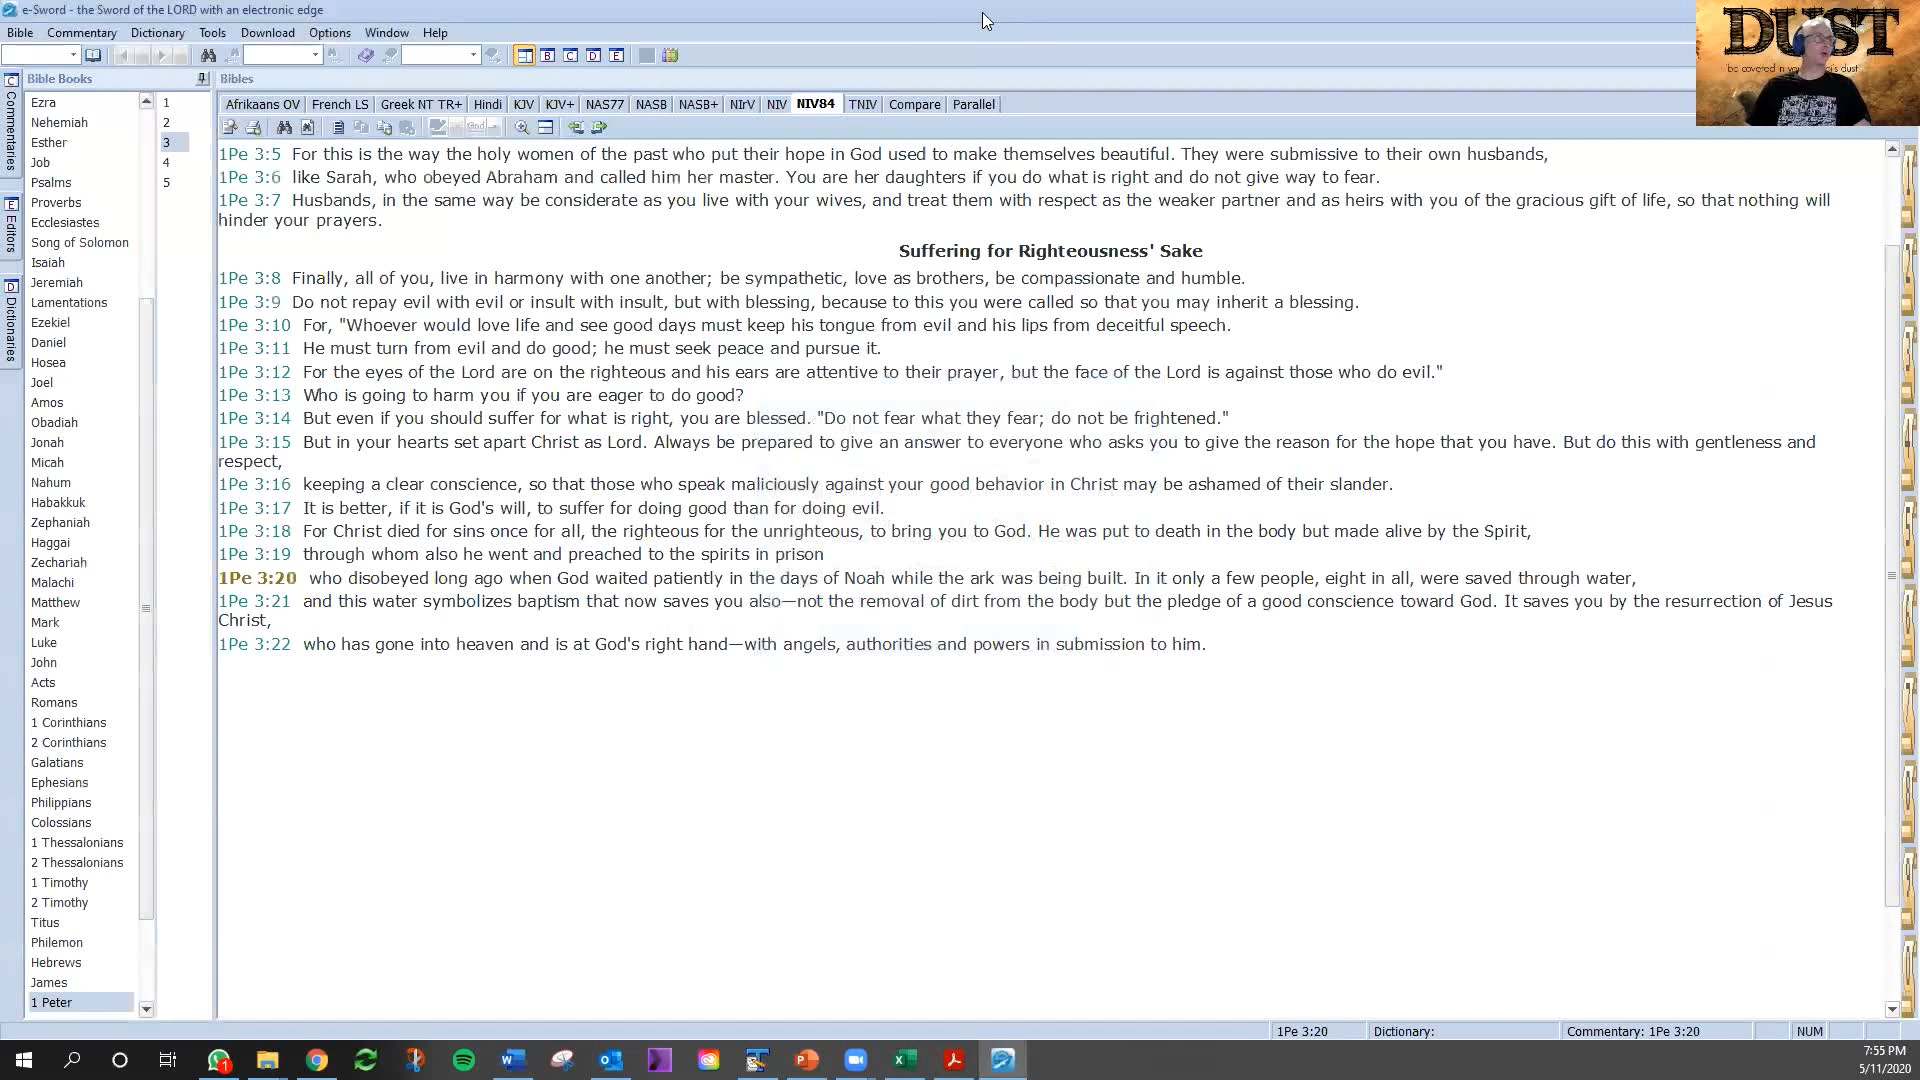 e-Sword - the Sword of the LORD with an electronic edge
Bible Commentary Dictionary Tools Download Options Window Help
Bible Books
Bibles
DUST
Commentaries
Editors
Dictionaries
Afrikaans OV French LS Greek NT TR+ Hindi KJV KJV+ NAS77 NASB NASB+ NIrV NIV NIV84 TNIV Compare Parallel
Ezra
Nehemiah
Esther
Job
Psalms
Proverbs
Ecclesiastes
Song of Solomon
Isaiah
Jeremiah
Lamentations
Ezekiel
Daniel
Hosea
Joel
Amos
Obadiah
Jonah
Micah
Nahum
Habakkuk
Zephaniah
Haggai
Zechariah
Malachi
Matthew
Mark
Luke
John
Acts
Romans
1 Corinthians
2 Corinthians
Galatians
Ephesians
Philippians
Colossians
1 Thessalonians
2 Thessalonians
1 Timothy
2 Timothy
Titus
Philemon
Hebrews
James
1 Peter
1
2
3
4
5
1Pe 3:5 For this is the way the holy women of the past who put their hope in God used to make themselves beautiful. They were submissive to their own husbands,
1Pe 3:6 like Sarah, who obeyed Abraham and called him her master. You are her daughters if you do what is right and do not give way to fear.
1Pe 3:7 Husbands, in the same way be considerate as you live with your wives, and treat them with respect as the weaker partner and as heirs with you of the gracious gift of life, so that nothing will
hinder your prayers.
Suffering for Righteousness' Sake
1Pe 3:8 Finally, all of you, live in harmony with one another; be sympathetic, love as brothers, be compassionate and humble.
1Pe 3:9 Do not repay evil with evil or insult with insult, but with blessing, because to this you were called so that you may inherit a blessing.
1Pe 3:10 For, "Whoever would love life and see good days must keep his tongue from evil and his lips from deceitful speech.
1Pe 3:11 He must turn from evil and do good; he must seek peace and pursue it.
1Pe 3:12 For the eyes of the Lord are on the righteous and his ears are attentive to their prayer, but the face of the Lord is against those who do evil."
1Pe 3:13 Who is going to harm you if you are eager to do good?
1Pe 3:14 But even if you should suffer for what is right, you are blessed. "Do not fear what they fear; do not be frightened."
1Pe 3:15 But in your hearts set apart Christ as Lord. Always be prepared to give an answer to everyone who asks you to give the reason for the hope that you have. But do this with gentleness and
respect,
1Pe 3:16 keeping a clear conscience, so that those who speak maliciously against your good behavior in Christ may be ashamed of their slander.
1Pe 3:17 It is better, if it is God's will, to suffer for doing good than for doing evil.
1Pe 3:18 For Christ died for sins once for all, the righteous for the unrighteous, to bring you to God. He was put to death in the body but made alive by the Spirit,
1Pe 3:19 through whom also he went and preached to the spirits in prison
1Pe 3:20 who disobeyed long ago when God waited patiently in the days of Noah while the ark was being built. In it only a few people, eight in all, were saved through water,
1Pe 3:21 and this water symbolizes baptism that now saves you also—not the removal of dirt from the body but the pledge of a good conscience toward God. It saves you by the resurrection of Jesus
Christ,
1Pe 3:22 who has gone into heaven and is at God's right hand—with angels, authorities and powers in submission to him.
1Pe 3:20 Dictionary: Commentary: 1Pe 3:20 NUM
7:55 PM
5/11/2020